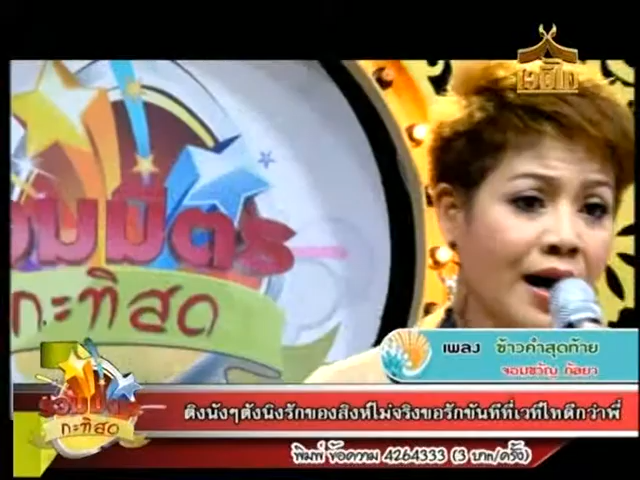 เวทีไท
รวมมิตร
กะทิสด
เพลง ข้าวคำสุดท้าย
จอมขวัญ กัลยา
รวมมิตร
กะทิสด
ติงนังๆตังนิงรักของสิงห์ไม่จริงขอรักขันทีที่เวทีไทดีกว่าพี่
พิมพ์ ข้อความ 4264333 (3 บาท/ครั้ง)